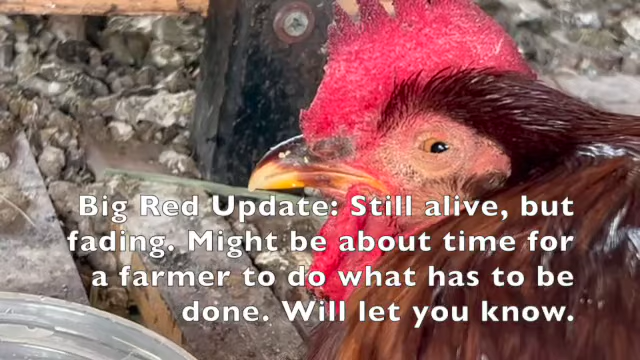 Big Red Update: Still alive, but
fading. Might be about time for
a farmer to do what has to be
done. Will let you know.